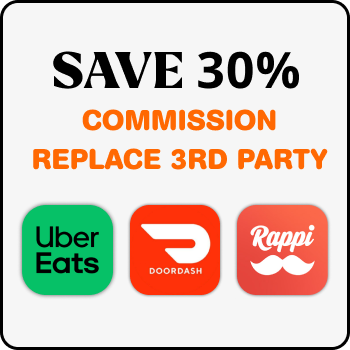 SAVE 30%
COMMISSION
REPLACE 3RD PARTY
Uber
Eats
DOORDASH
Rappi